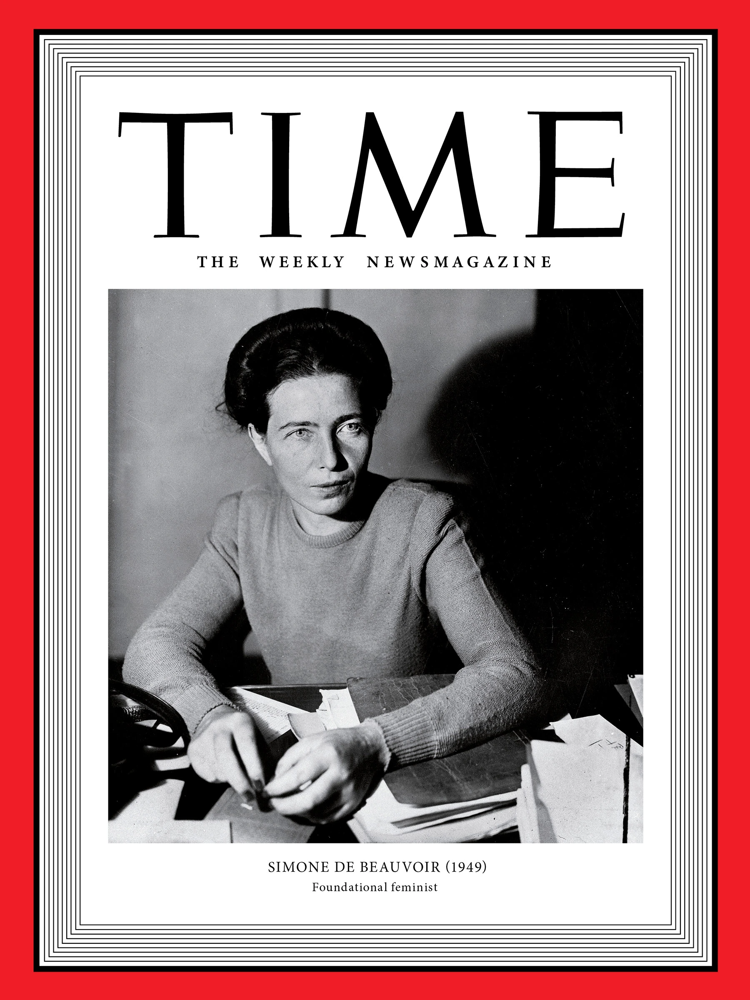 TIME
THE WEEKLY NEWSMAGAZINE
SIMONE DE BEAUVOIR (1949)
Foundational feminist